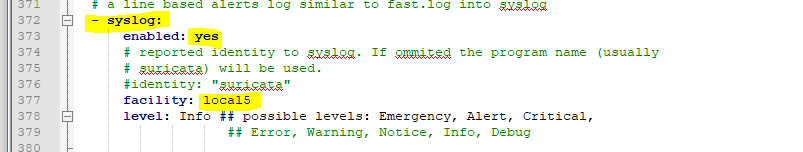 371 # a line based alerts log similar to fast.log into syslog
372 - syslog:
373 enabled: yes
374 # reported identity to syslog. If ommited the program name (usually
375 # suricata) will be used.
376 #identity: "suricata"
377 facility: local5
378 level: Info ## possible levels: Emergency, Alert, Critical,
379 ## Error, Warning, Notice, Info, Debug
380